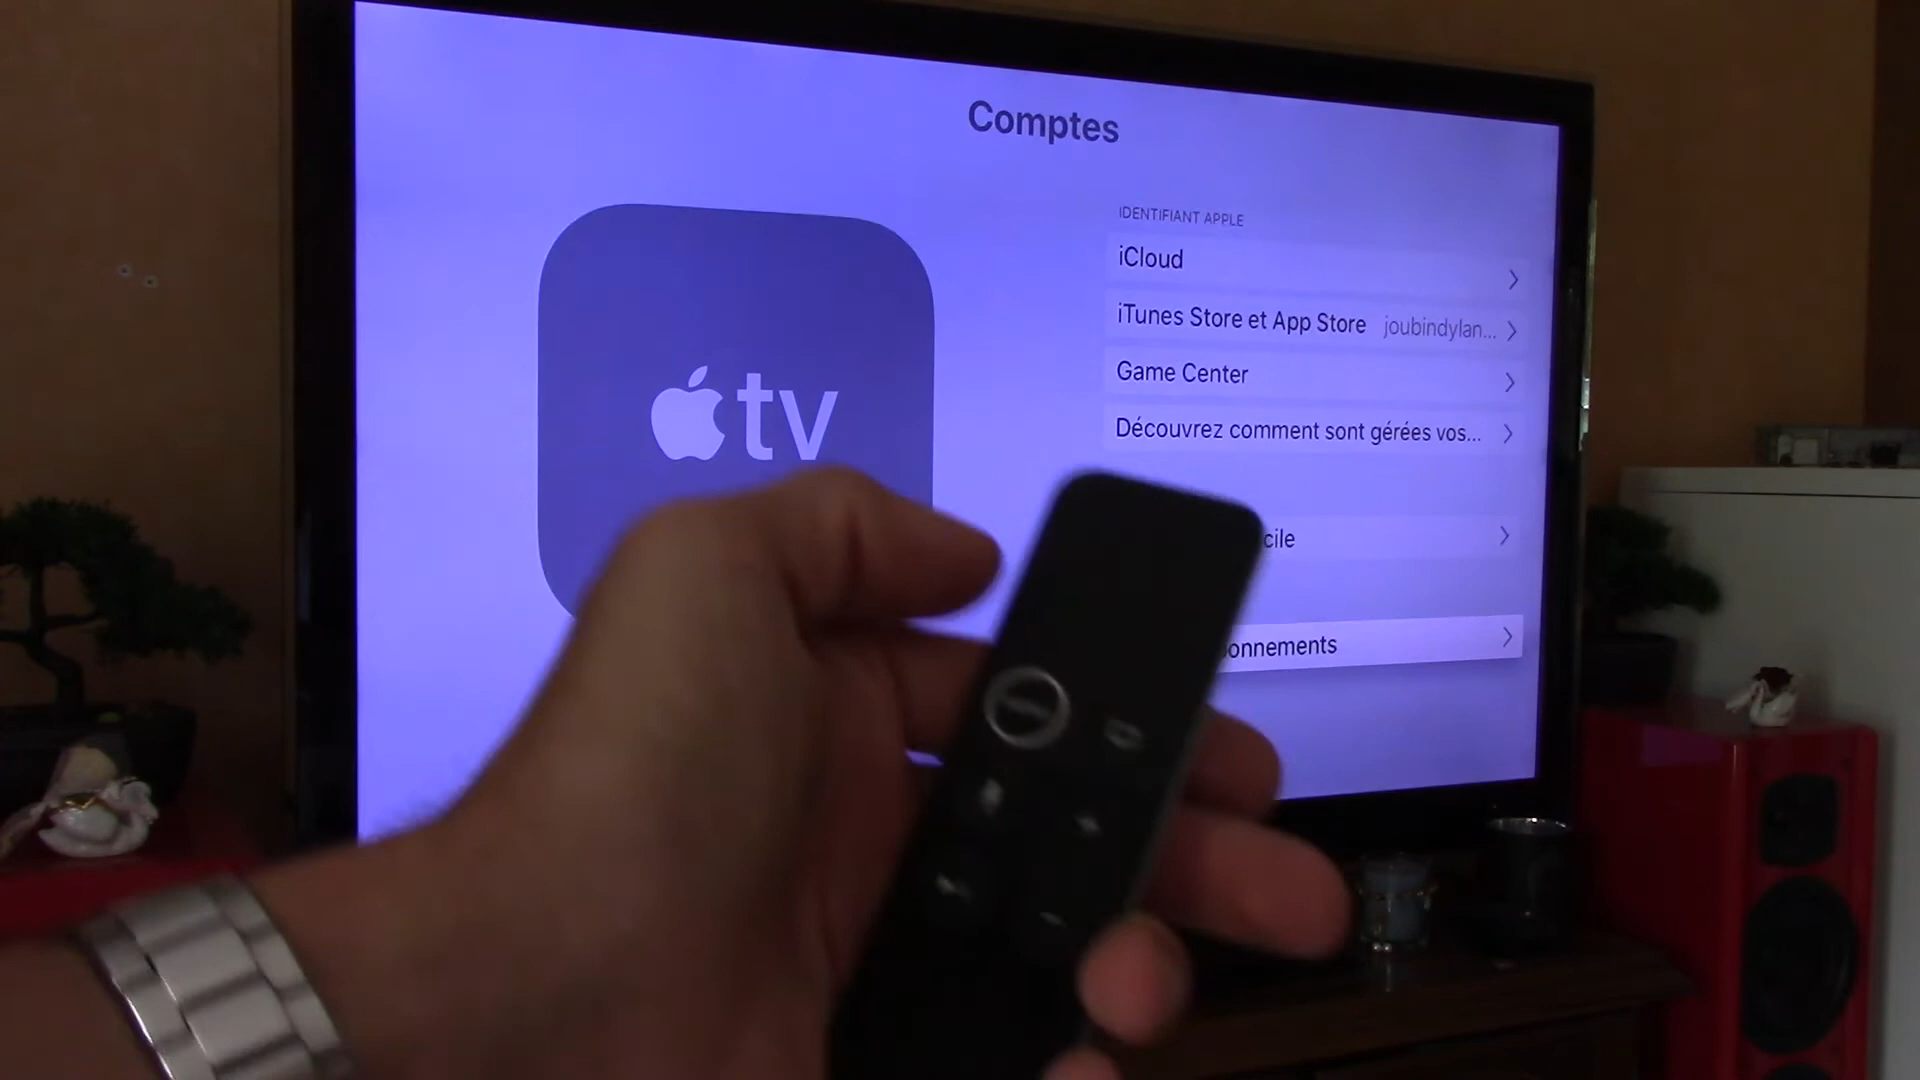 Comptes
tv
IDENTIFIANT APPLE
iCloud
iTunes Store et App Store joubindylan...
Game Center
Découvrez comment sont gérées vos...
cile
onnements